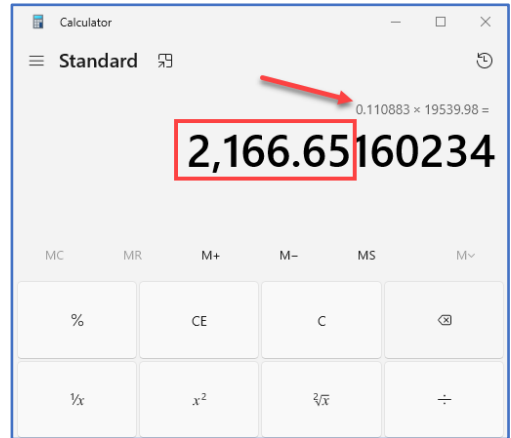 Calculator
Standard
0.110883 × 19539.98 =
2,166.65160234
MC MR M+ M− MS M˅
% CE C
¹/x x² ²√x ÷